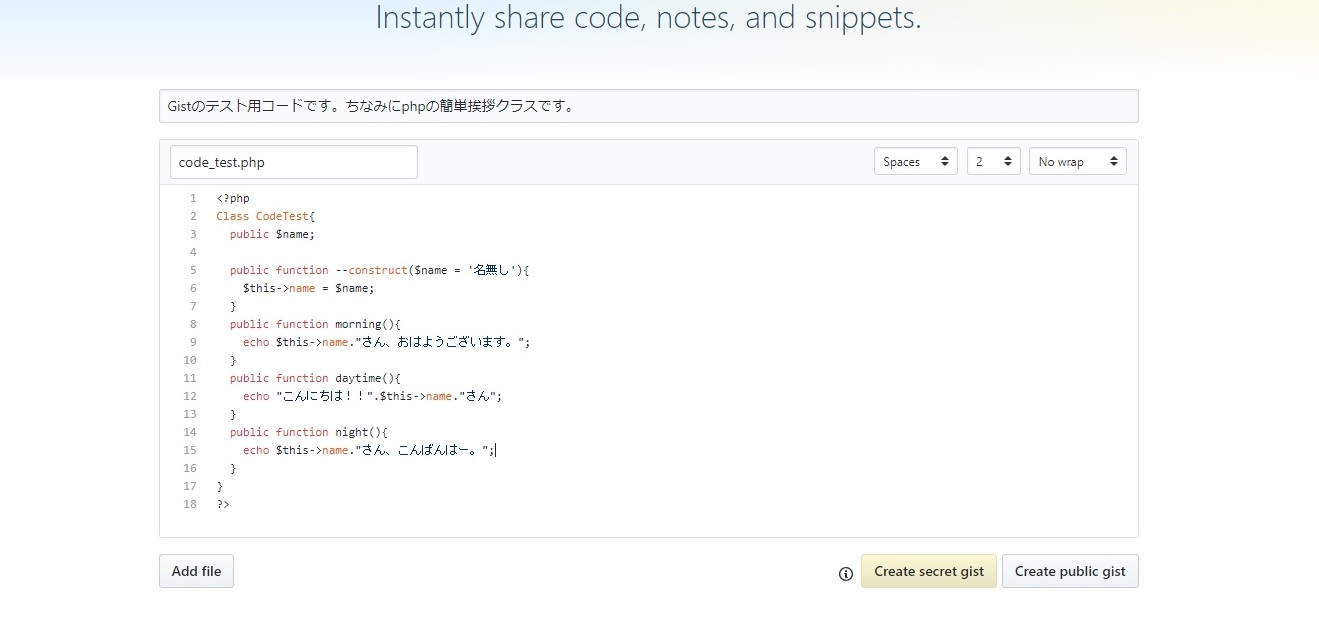 Instantly share code, notes, and snippets.
Gistのテスト用コードです。ちなみにphpの簡単挨拶クラスです。
code_test.php
Spaces
2
No wrap
1 <?php
2 Class CodeTest{
3 public $name;
4
5 public function --construct($name = '名無し'){
6 $this->name = $name;
7 }
8 public function morning(){
9 echo $this->name."さん、おはようございます。";
10 }
11 public function daytime(){
12 echo "こんにちは！！".$this->name."さん";
13 }
14 public function night(){
15 echo $this->name."さん、こんばんはー。";
16 }
17 }
18 ?>
Add file
Create secret gist
Create public gist